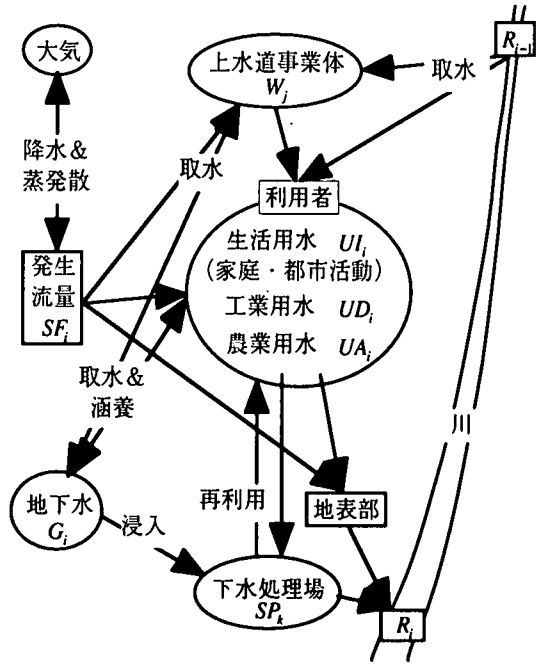 大気
上水道事業体
W_j
R_{i-1}
取水
降水&
蒸発散
取水
利用者
生活用水 UI_i
(家庭・都市活動)
工業用水 UD_i
農業用水 UA_i
発生
流量
SF_i
取水&
涵養
川
地下水
G_i
浸入
再利用
地表部
下水処理場
SP_k
R_i